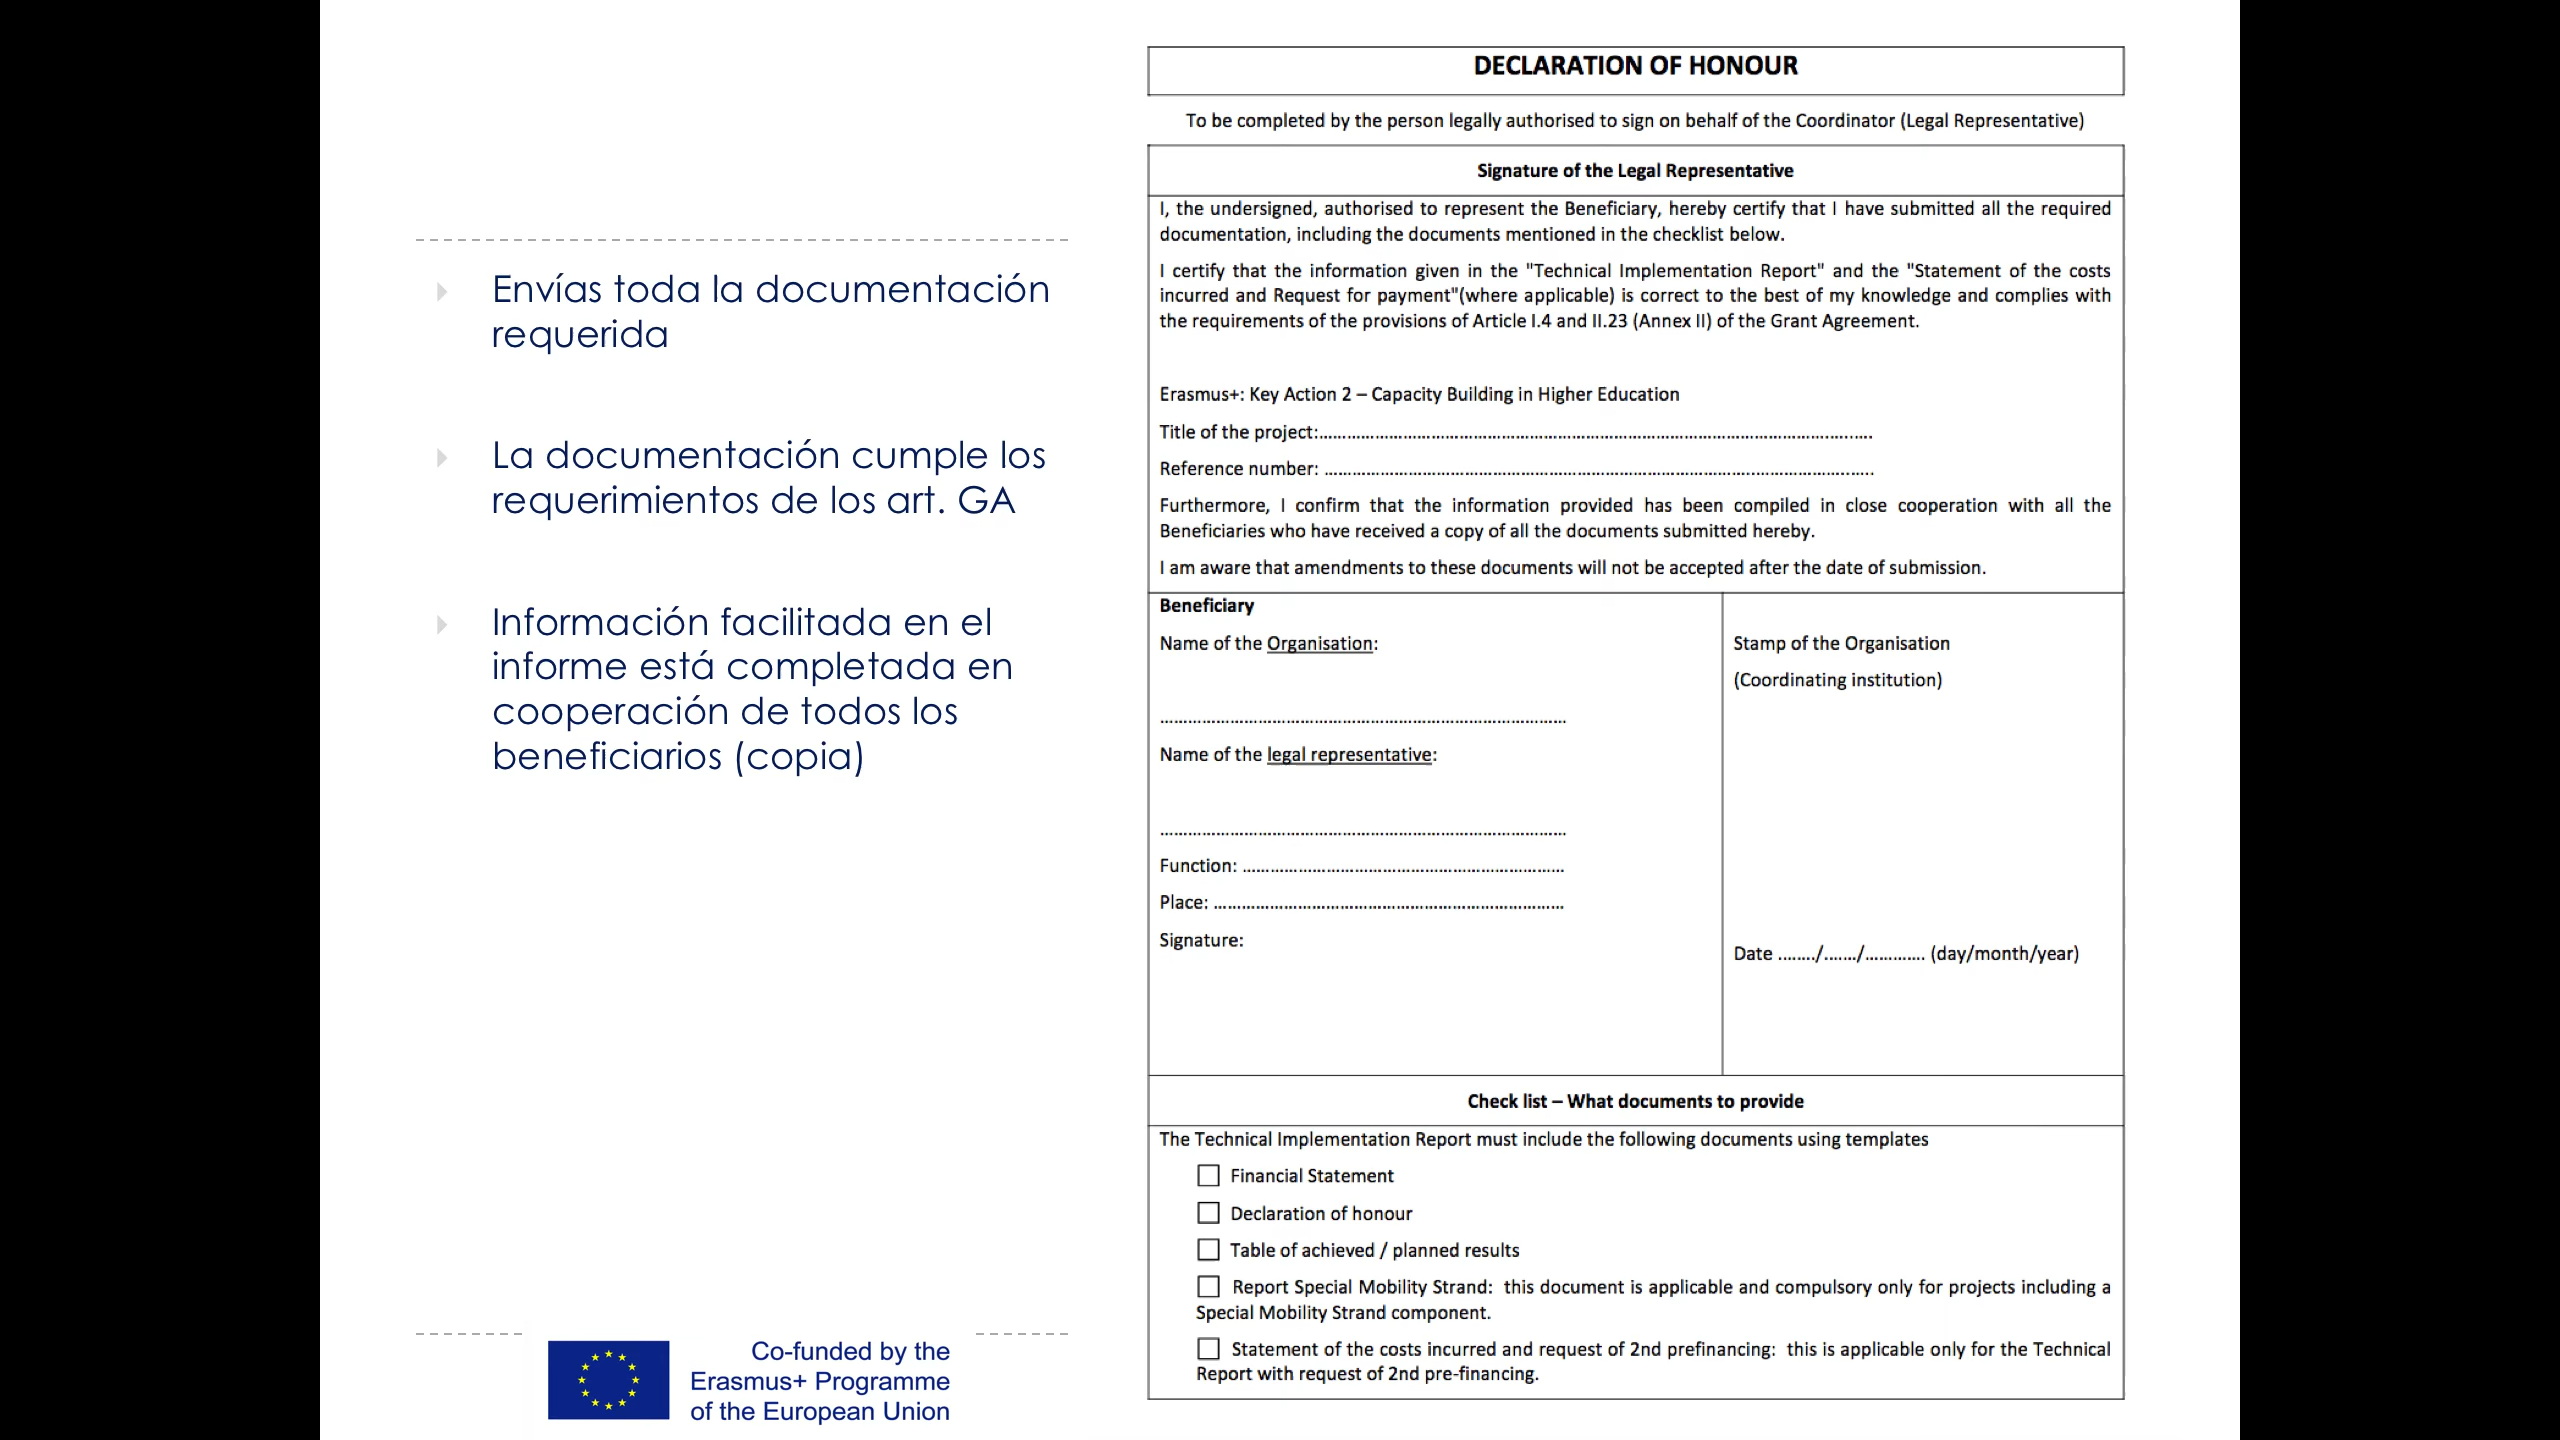 Envías toda la documentación
requerida
La documentación cumple los
requerimientos de los art. GA
Información facilitada en el
informe está completada en
cooperación de todos los
beneficiarios (copia)
Co-funded by the
Erasmus+ Programme
of the European Union
DECLARATION OF HONOUR
To be completed by the person legally authorised to sign on behalf of the Coordinator (Legal Representative)
Signature of the Legal Representative
I, the undersigned, authorised to represent the Beneficiary, hereby certify that I have submitted all the required
documentation, including the documents mentioned in the checklist below.
I certify that the information given in the "Technical Implementation Report" and the "Statement of the costs
incurred and Request for payment"(where applicable) is correct to the best of my knowledge and complies with
the requirements of the provisions of Article I.4 and II.23 (Annex II) of the Grant Agreement.
Erasmus+: Key Action 2 – Capacity Building in Higher Education
Title of the project:..........................................................................................
Reference number: ..........................................................................................
Furthermore, I confirm that the information provided has been compiled in close cooperation with all the
Beneficiaries who have received a copy of all the documents submitted hereby.
I am aware that amendments to these documents will not be accepted after the date of submission.
Beneficiary
Name of the Organisation:
..........................................................................
Name of the legal representative:
..........................................................................
Function: ..........................................................
Place: ................................................................
Signature:
Stamp of the Organisation
(Coordinating institution)
Date ......../......./............. (day/month/year)
Check list – What documents to provide
The Technical Implementation Report must include the following documents using templates
Financial Statement
Declaration of honour
Table of achieved / planned results
Report Special Mobility Strand: this document is applicable and compulsory only for projects including a
Special Mobility Strand component.
Statement of the costs incurred and request of 2nd prefinancing: this is applicable only for the Technical
Report with request of 2nd pre-financing.